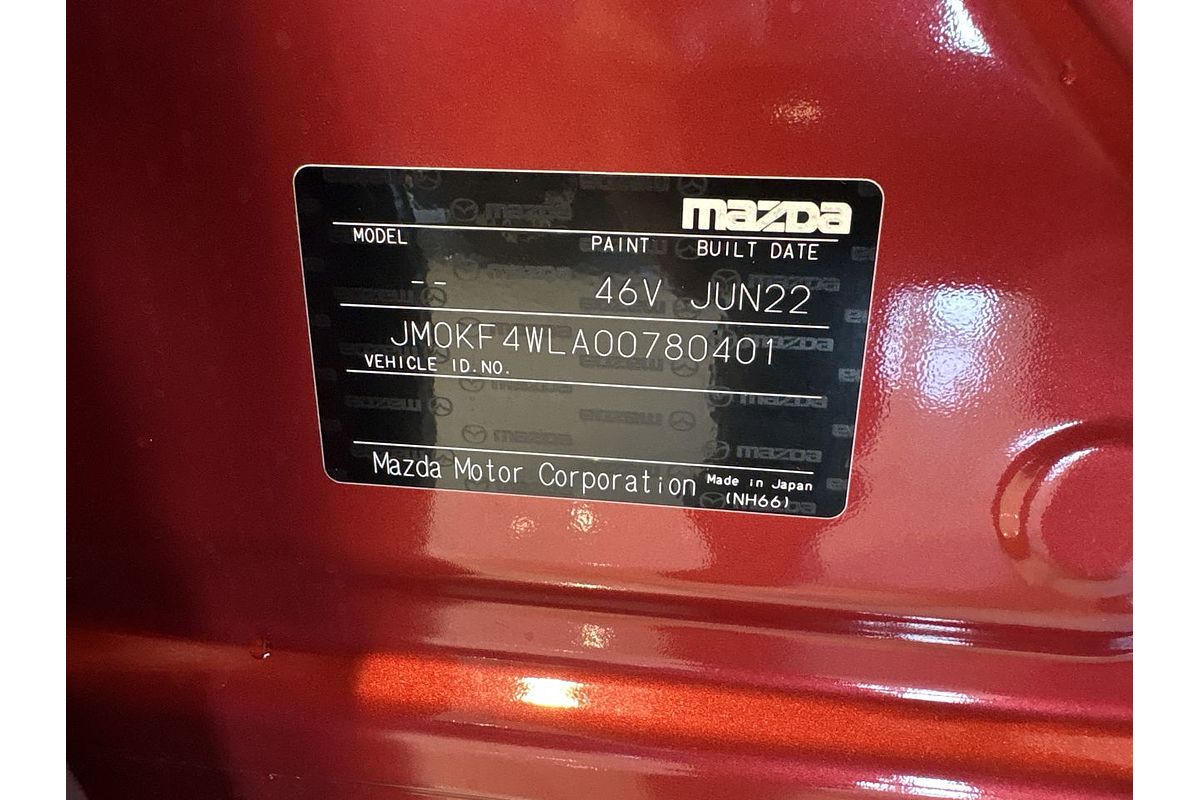 mazda
MODEL PAINT BUILT DATE
-- 46V JUN22
JM0KF4WLA00780401
VEHICLE ID.NO.
Mazda Motor Corporation Made in Japan
(NH66)